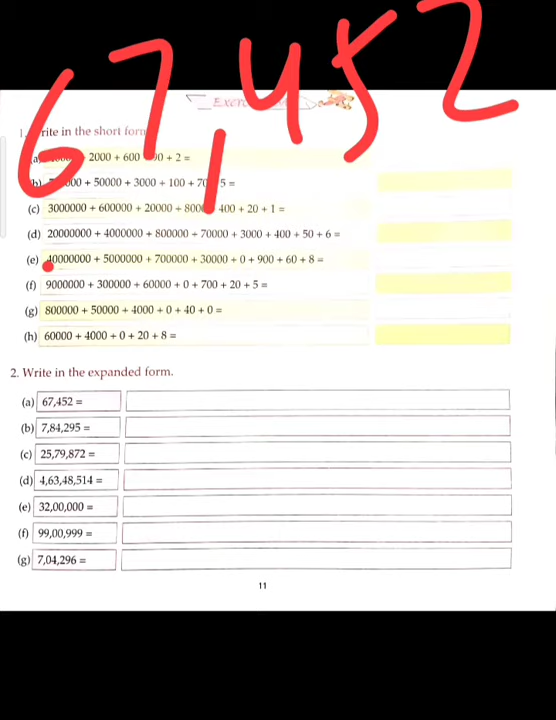 67,452
Exerc
1. rite in the short form
(a) 2000 + 600 90 + 2 =
(b) 000 + 50000 + 3000 + 100 + 70 5 =
(c) 3000000 + 600000 + 20000 + 800 400 + 20 + 1 =
(d) 20000000 + 4000000 + 800000 + 70000 + 3000 + 400 + 50 + 6 =
(e) 40000000 + 5000000 + 700000 + 30000 + 0 + 900 + 60 + 8 =
(f) 9000000 + 300000 + 60000 + 0 + 700 + 20 + 5 =
(g) 800000 + 50000 + 4000 + 0 + 40 + 0 =
(h) 60000 + 4000 + 0 + 20 + 8 =
2. Write in the expanded form.
(a) 67,452 =
(b) 7,84,295 =
(c) 25,79,872 =
(d) 4,63,48,514 =
(e) 32,00,000 =
(f) 99,00,999 =
(g) 7,04,296 =
11